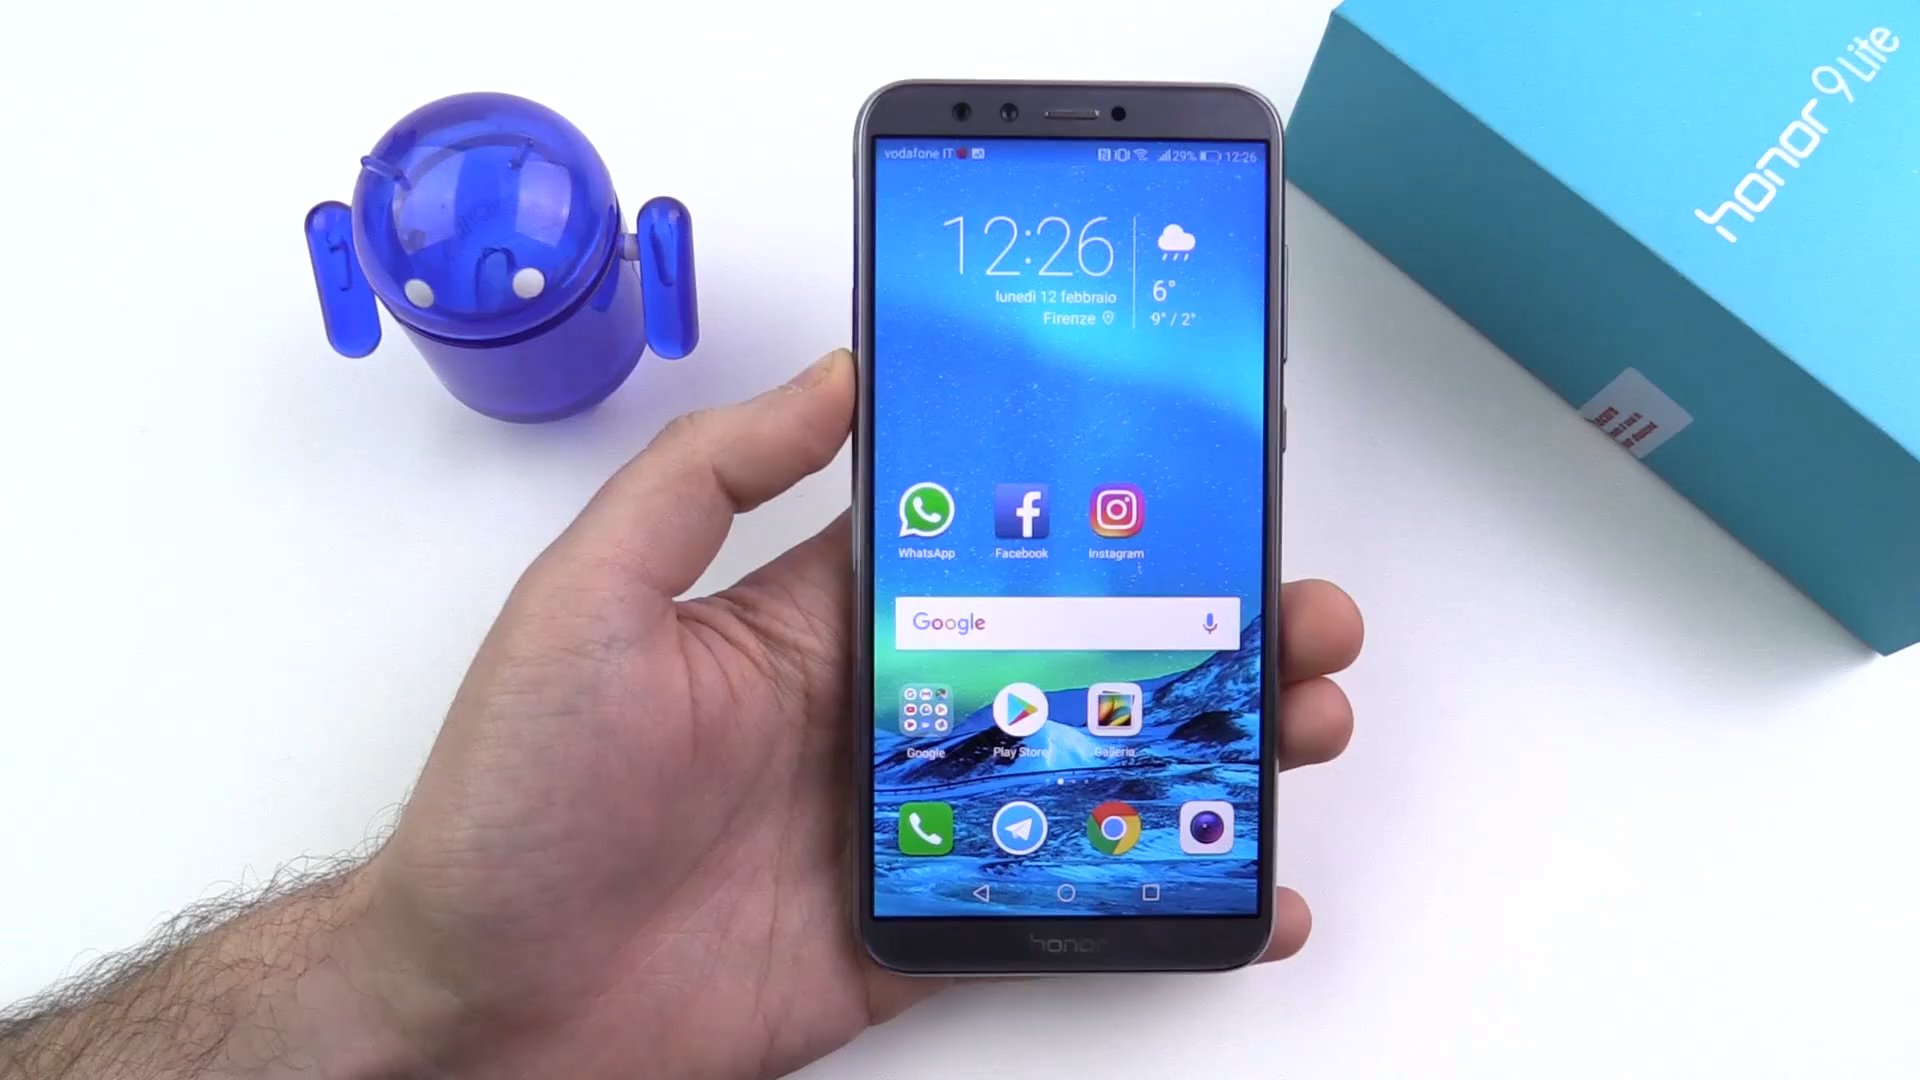 honor 9 Lite
vodafone IT 29% 12:26
12:26
lunedì 12 febbraio
Firenze
6°
9° / 2°
WhatsApp Facebook Instagram
Google
Google Play Store Galleria
honor